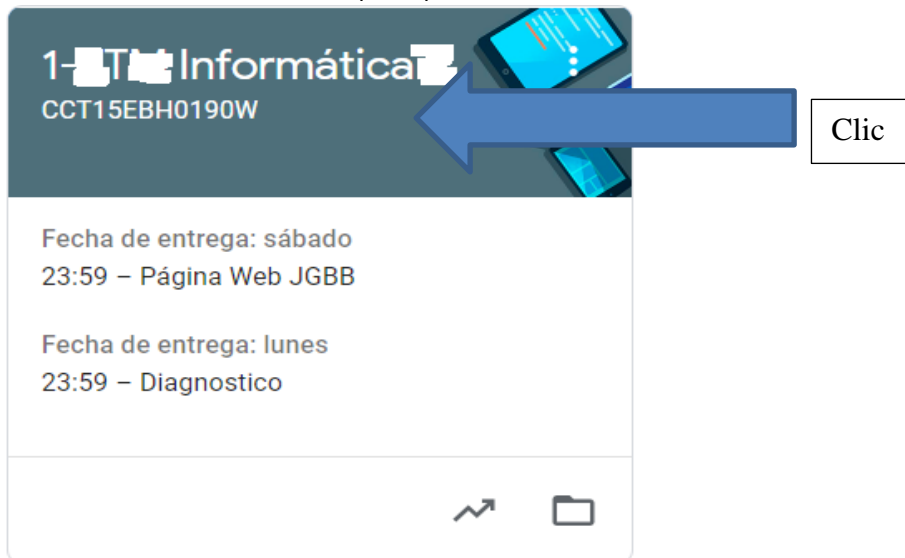 1- T Informática
CCT15EBH0190W
Clic
Fecha de entrega: sábado
23:59 – Página Web JGBB
Fecha de entrega: lunes
23:59 – Diagnostico